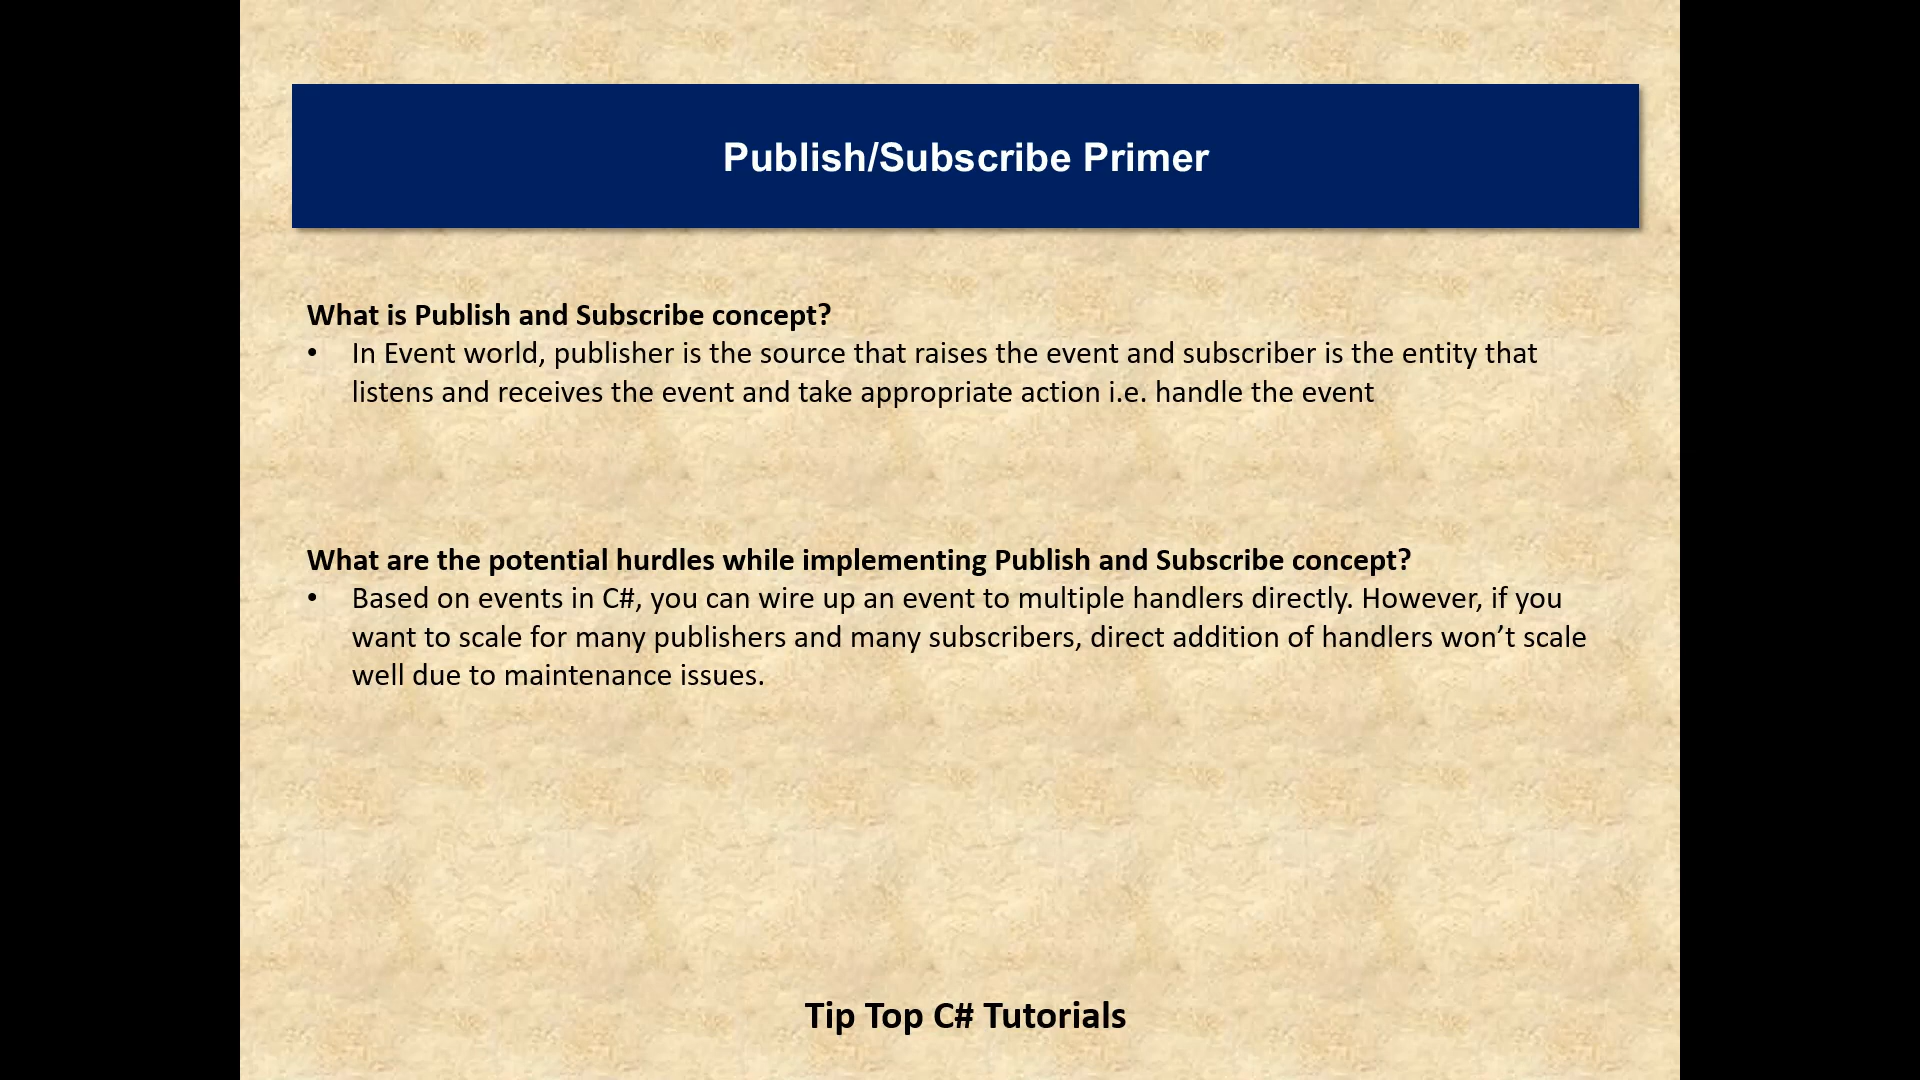 Publish/Subscribe Primer
What is Publish and Subscribe concept?
• In Event world, publisher is the source that raises the event and subscriber is the entity that
listens and receives the event and take appropriate action i.e. handle the event
What are the potential hurdles while implementing Publish and Subscribe concept?
• Based on events in C#, you can wire up an event to multiple handlers directly. However, if you
want to scale for many publishers and many subscribers, direct addition of handlers won’t scale
well due to maintenance issues.
Tip Top C# Tutorials